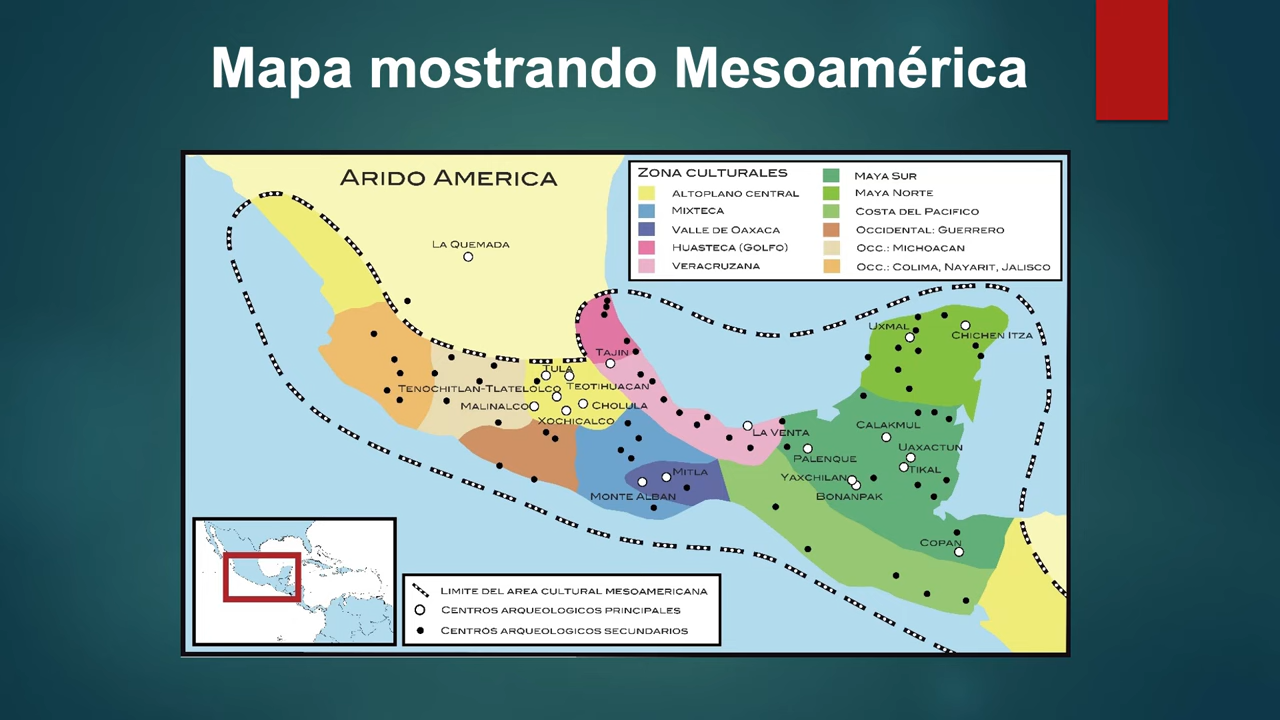 Mapa mostrando Mesoamérica
ARIDO AMERICA
LA QUEMADA
ZONA CULTURALES
ALTOPLANO CENTRAL
MIXTECA
VALLE DE OAXACA
HUASTECA (GOLFO)
VERACRUZANA
MAYA SUR
MAYA NORTE
COSTA DEL PACIFICO
OCCIDENTAL: GUERRERO
OCC.: MICHOACAN
OCC.: COLIMA, NAYARIT, JALISCO
UXMAL
CHICHEN ITZA
TAJIN
TULA
TEOTIHUACAN
TENOCHITLAN-TLATELOLCO
MALINALCO
CHOLULA
XOCHICALCO
LA VENTA
CALAKMUL
UAXACTUN
PALENQUE
TIKAL
YAXCHILAN
BONANPAK
MITLA
MONTE ALBAN
COPAN
LIMITE DEL AREA CULTURAL MESOAMERICANA
CENTROS ARQUEOLOGICOS PRINCIPALES
CENTROS ARQUEOLOGICOS SECUNDARIOS